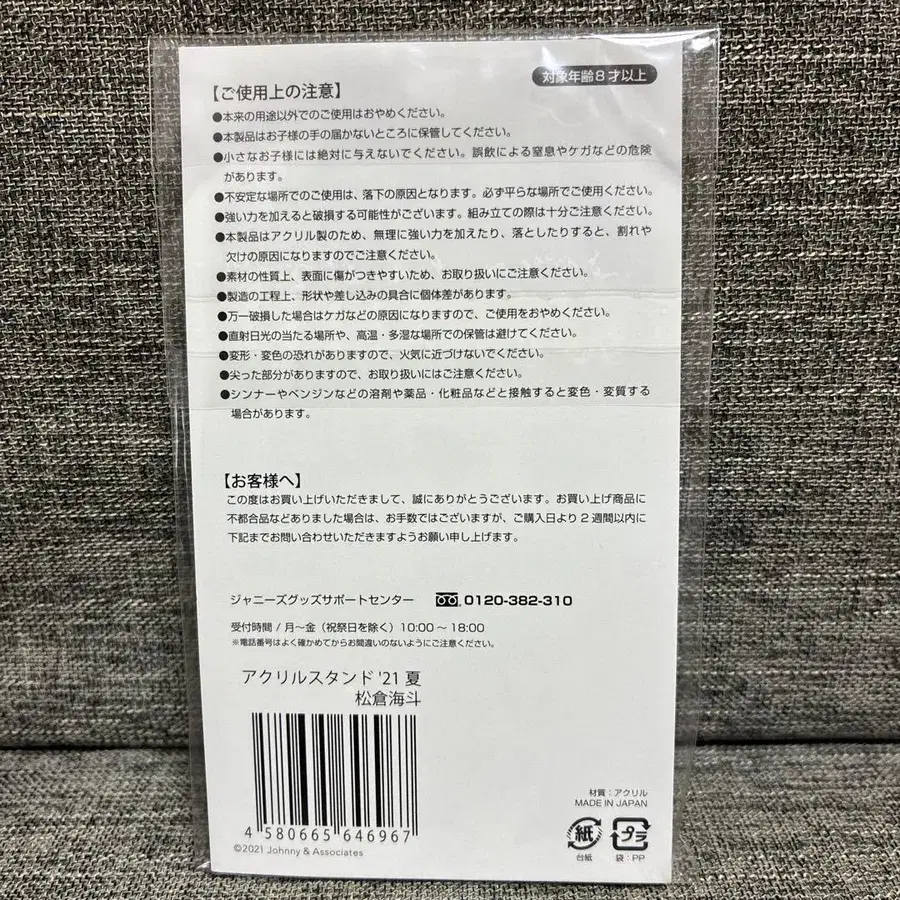 対象年齢8才以上
【ご使用上の注意】
●本来の用途以外でのご使用はおやめください。
●本製品はお子様の手の届かないところに保管してください。
●小さなお子様には絶対に与えないでください。誤飲による窒息やケガなどの危険
があります。
●不安定な場所でのご使用は、落下の原因となります。必ず平らな場所でご使用ください。
●強い力を加えると破損する可能性がございます。組み立ての際は十分ご注意ください。
●本製品はアクリル製のため、無理に強い力を加えたり、落としたりすると、割れや
欠けの原因になりますのでご注意ください。
●素材の性質上、表面に傷がつきやすいため、お取り扱いにご注意ください。
●製造の工程上、形状や差し込みの具合に個体差があります。
●万一破損した場合はケガなどの原因になりますので、ご使用をおやめください。
●直射日光の当たる場所や、高温・多湿な場所での保管は避けてください。
●変形・変色の恐れがありますので、火気に近づけないでください。
●尖った部分がありますので、お取り扱いにはご注意ください。
●シンナーやベンジンなどの溶剤や薬品・化粧品などと接触すると変色・変質する
場合があります。
【お客様へ】
この度はお買い上げいただきまして、誠にありがとうございます。お買い上げ商品に
不都合品などありました場合は、お手数ではございますが、ご購入日より2週間以内に
下記までお問い合わせいただきますようお願い申し上げます。
ジャニーズグッズサポートセンター 0120-382-310
受付時間/月〜金(祝祭日を除く)10:00〜18:00
※電話番号はよく確かめてからお間違いのないようにご注意ください。
アクリルスタンド'21 夏
松倉海斗
4 580665 646967
©2021 Johnny & Associates
材質:アクリル
MADE IN JAPAN
紙 プラ
台紙 袋:PP